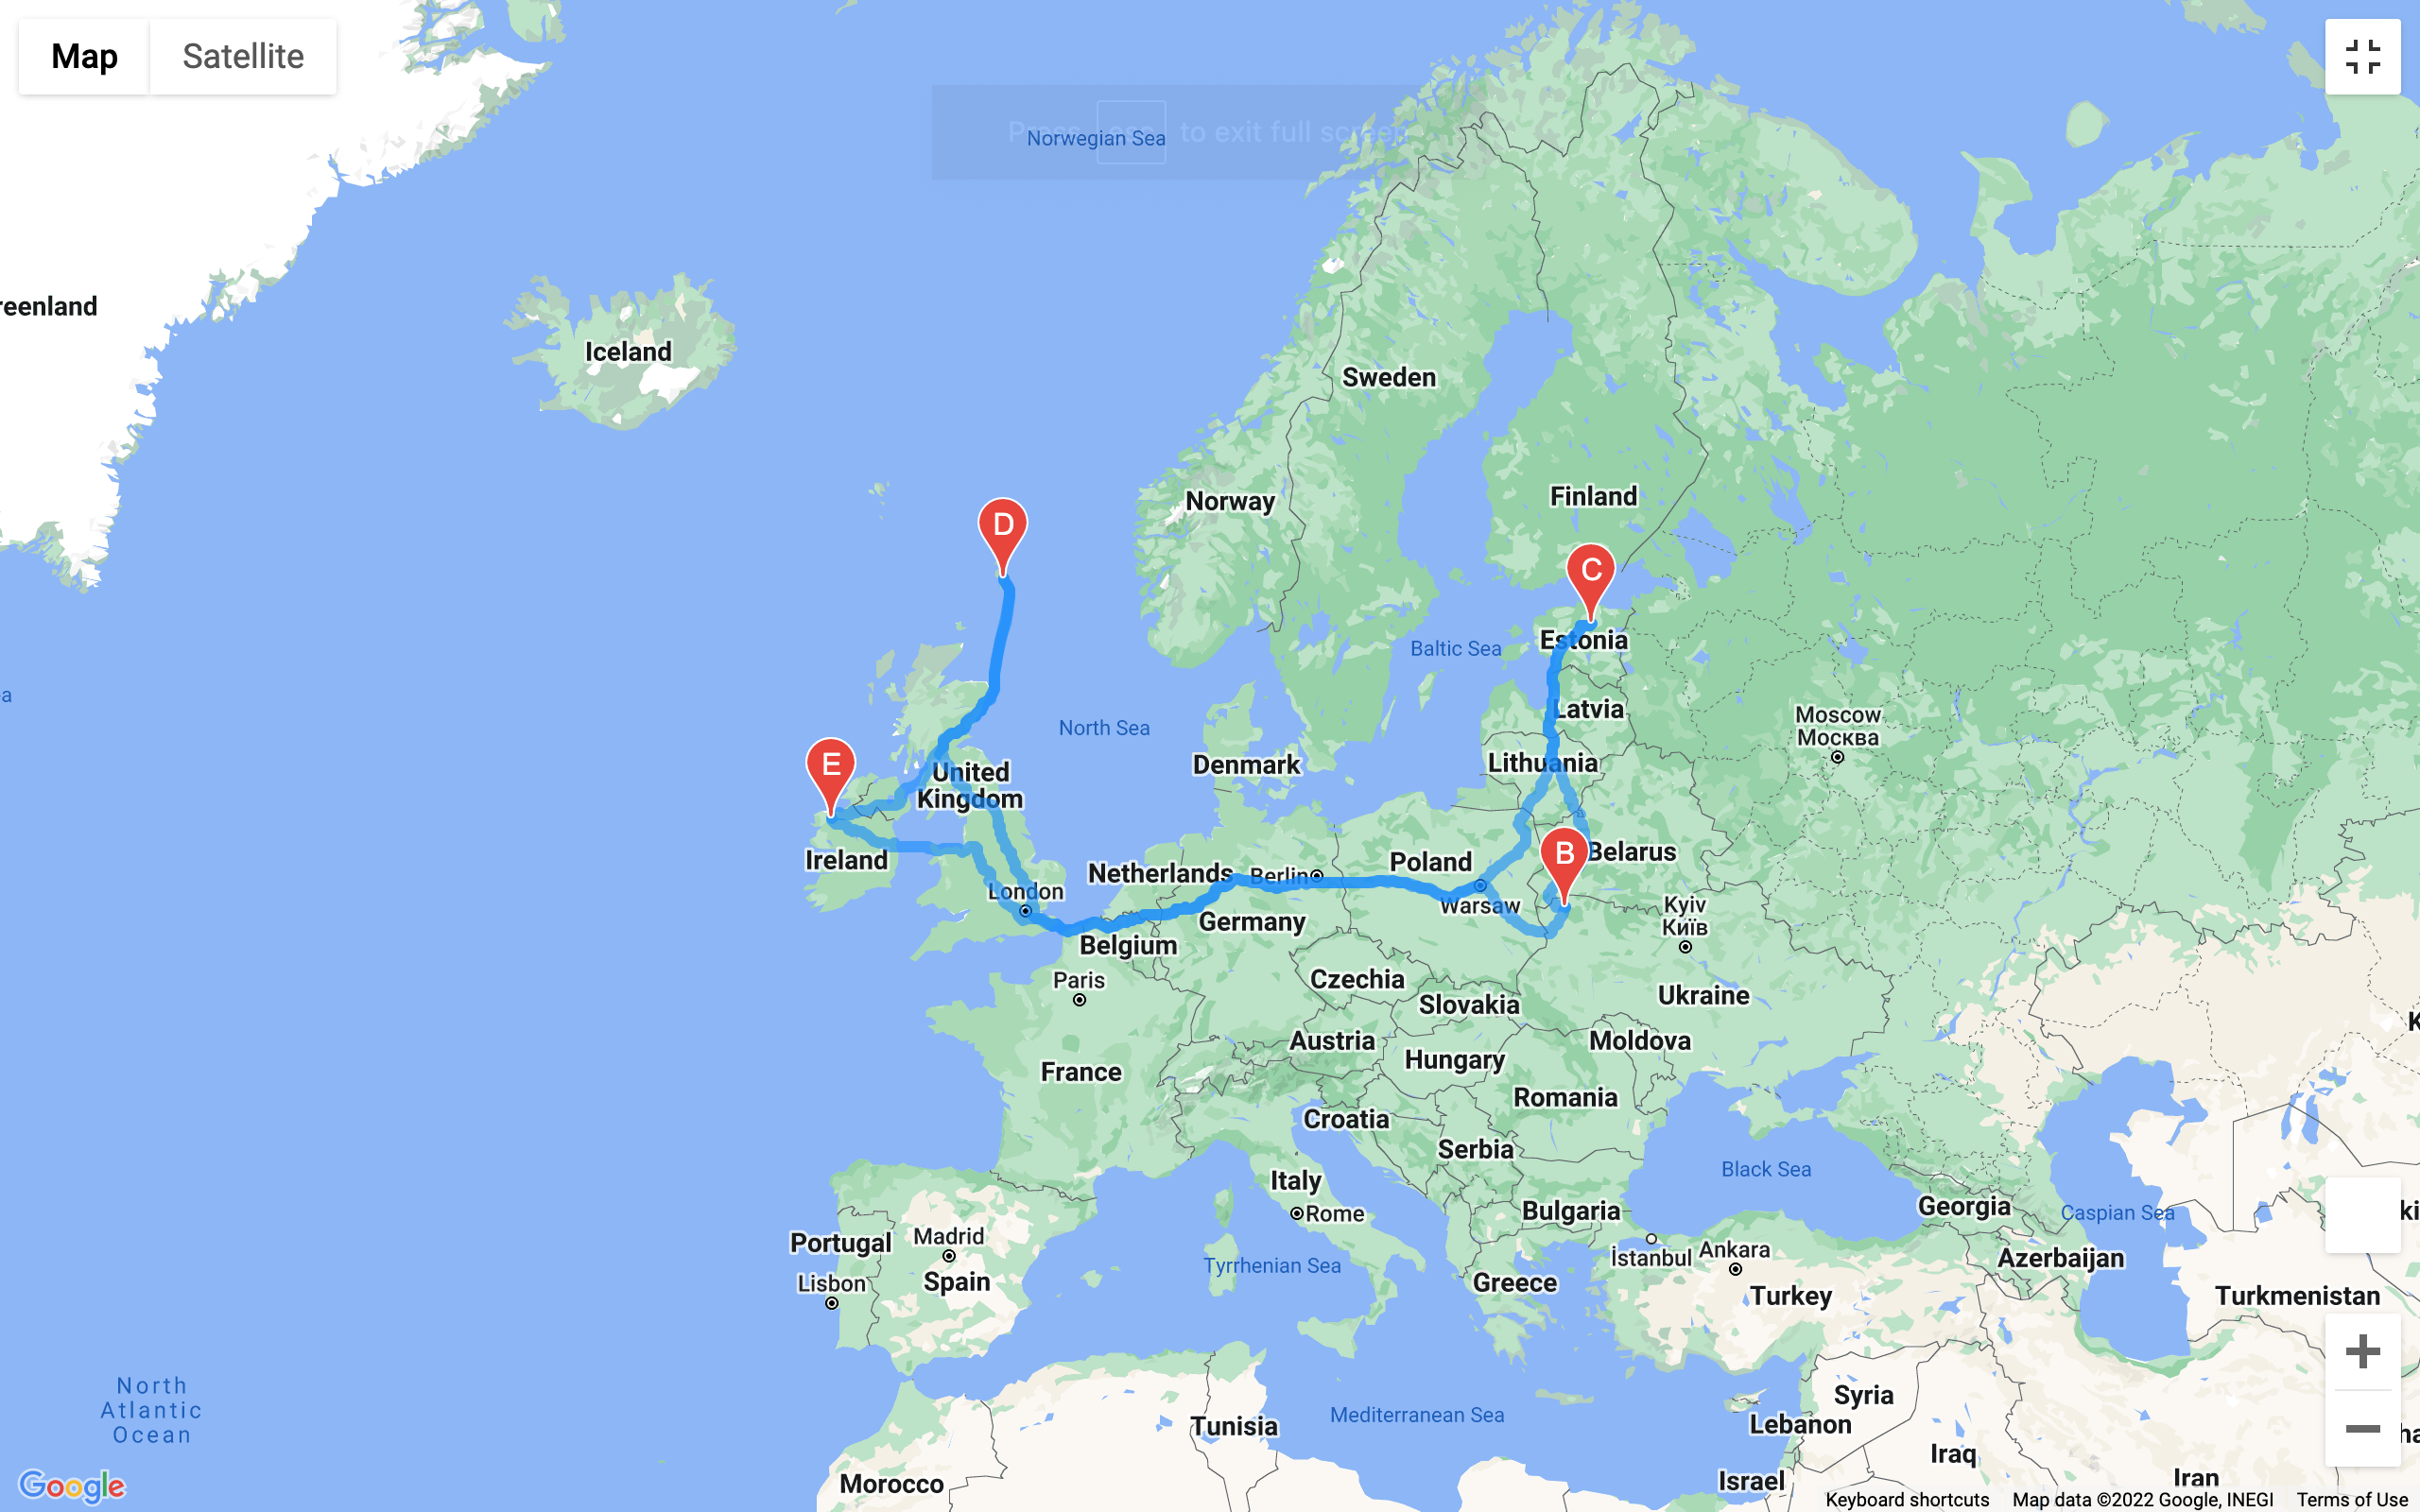 Map
Satellite
Press
esc
to exit full screen
Norwegian Sea
reenland
Iceland
Sweden
Norway
Finland
D
C
Estonia
Baltic Sea
a
Latvia
Moscow
Москва
North Sea
E
Denmark
Lithuania
United
Kingdom
B
Ireland
Netherlands
Berlin
Poland
Belarus
London
Warsaw
Kyiv
Київ
Germany
Belgium
Paris
Czechia
Slovakia
Ukraine
K
Austria
Hungary
Moldova
France
Romania
Croatia
Serbia
Black Sea
Italy
Rome
Bulgaria
Georgia
Caspian Sea
ki
Portugal
Madrid
İstanbul
Ankara
Azerbaijan
Tyrrhenian Sea
Lisbon
Spain
Greece
Turkey
Turkmenistan
North
Atlantic
Ocean
Syria
Mediterranean Sea
Tunisia
Lebanon
ha
Iraq
Google
Morocco
Israel
Iran
Keyboard shortcuts
Map data ©2022 Google, INEGI
Terms of Use